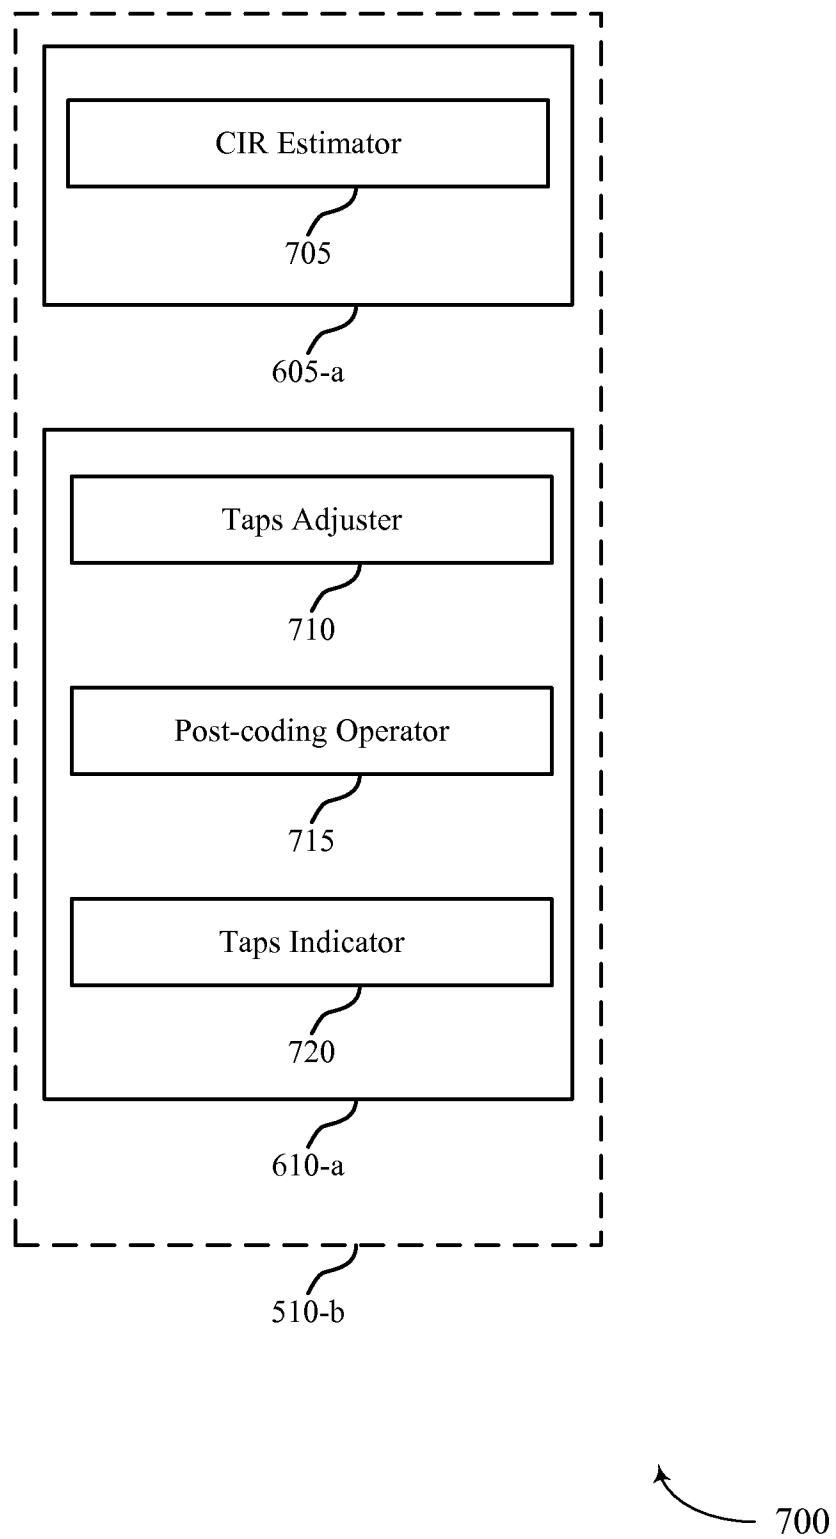 CIR Estimator
705
605-a
Taps Adjuster
710
Post-coding Operator
715
Taps Indicator
720
610-a
510-b
700